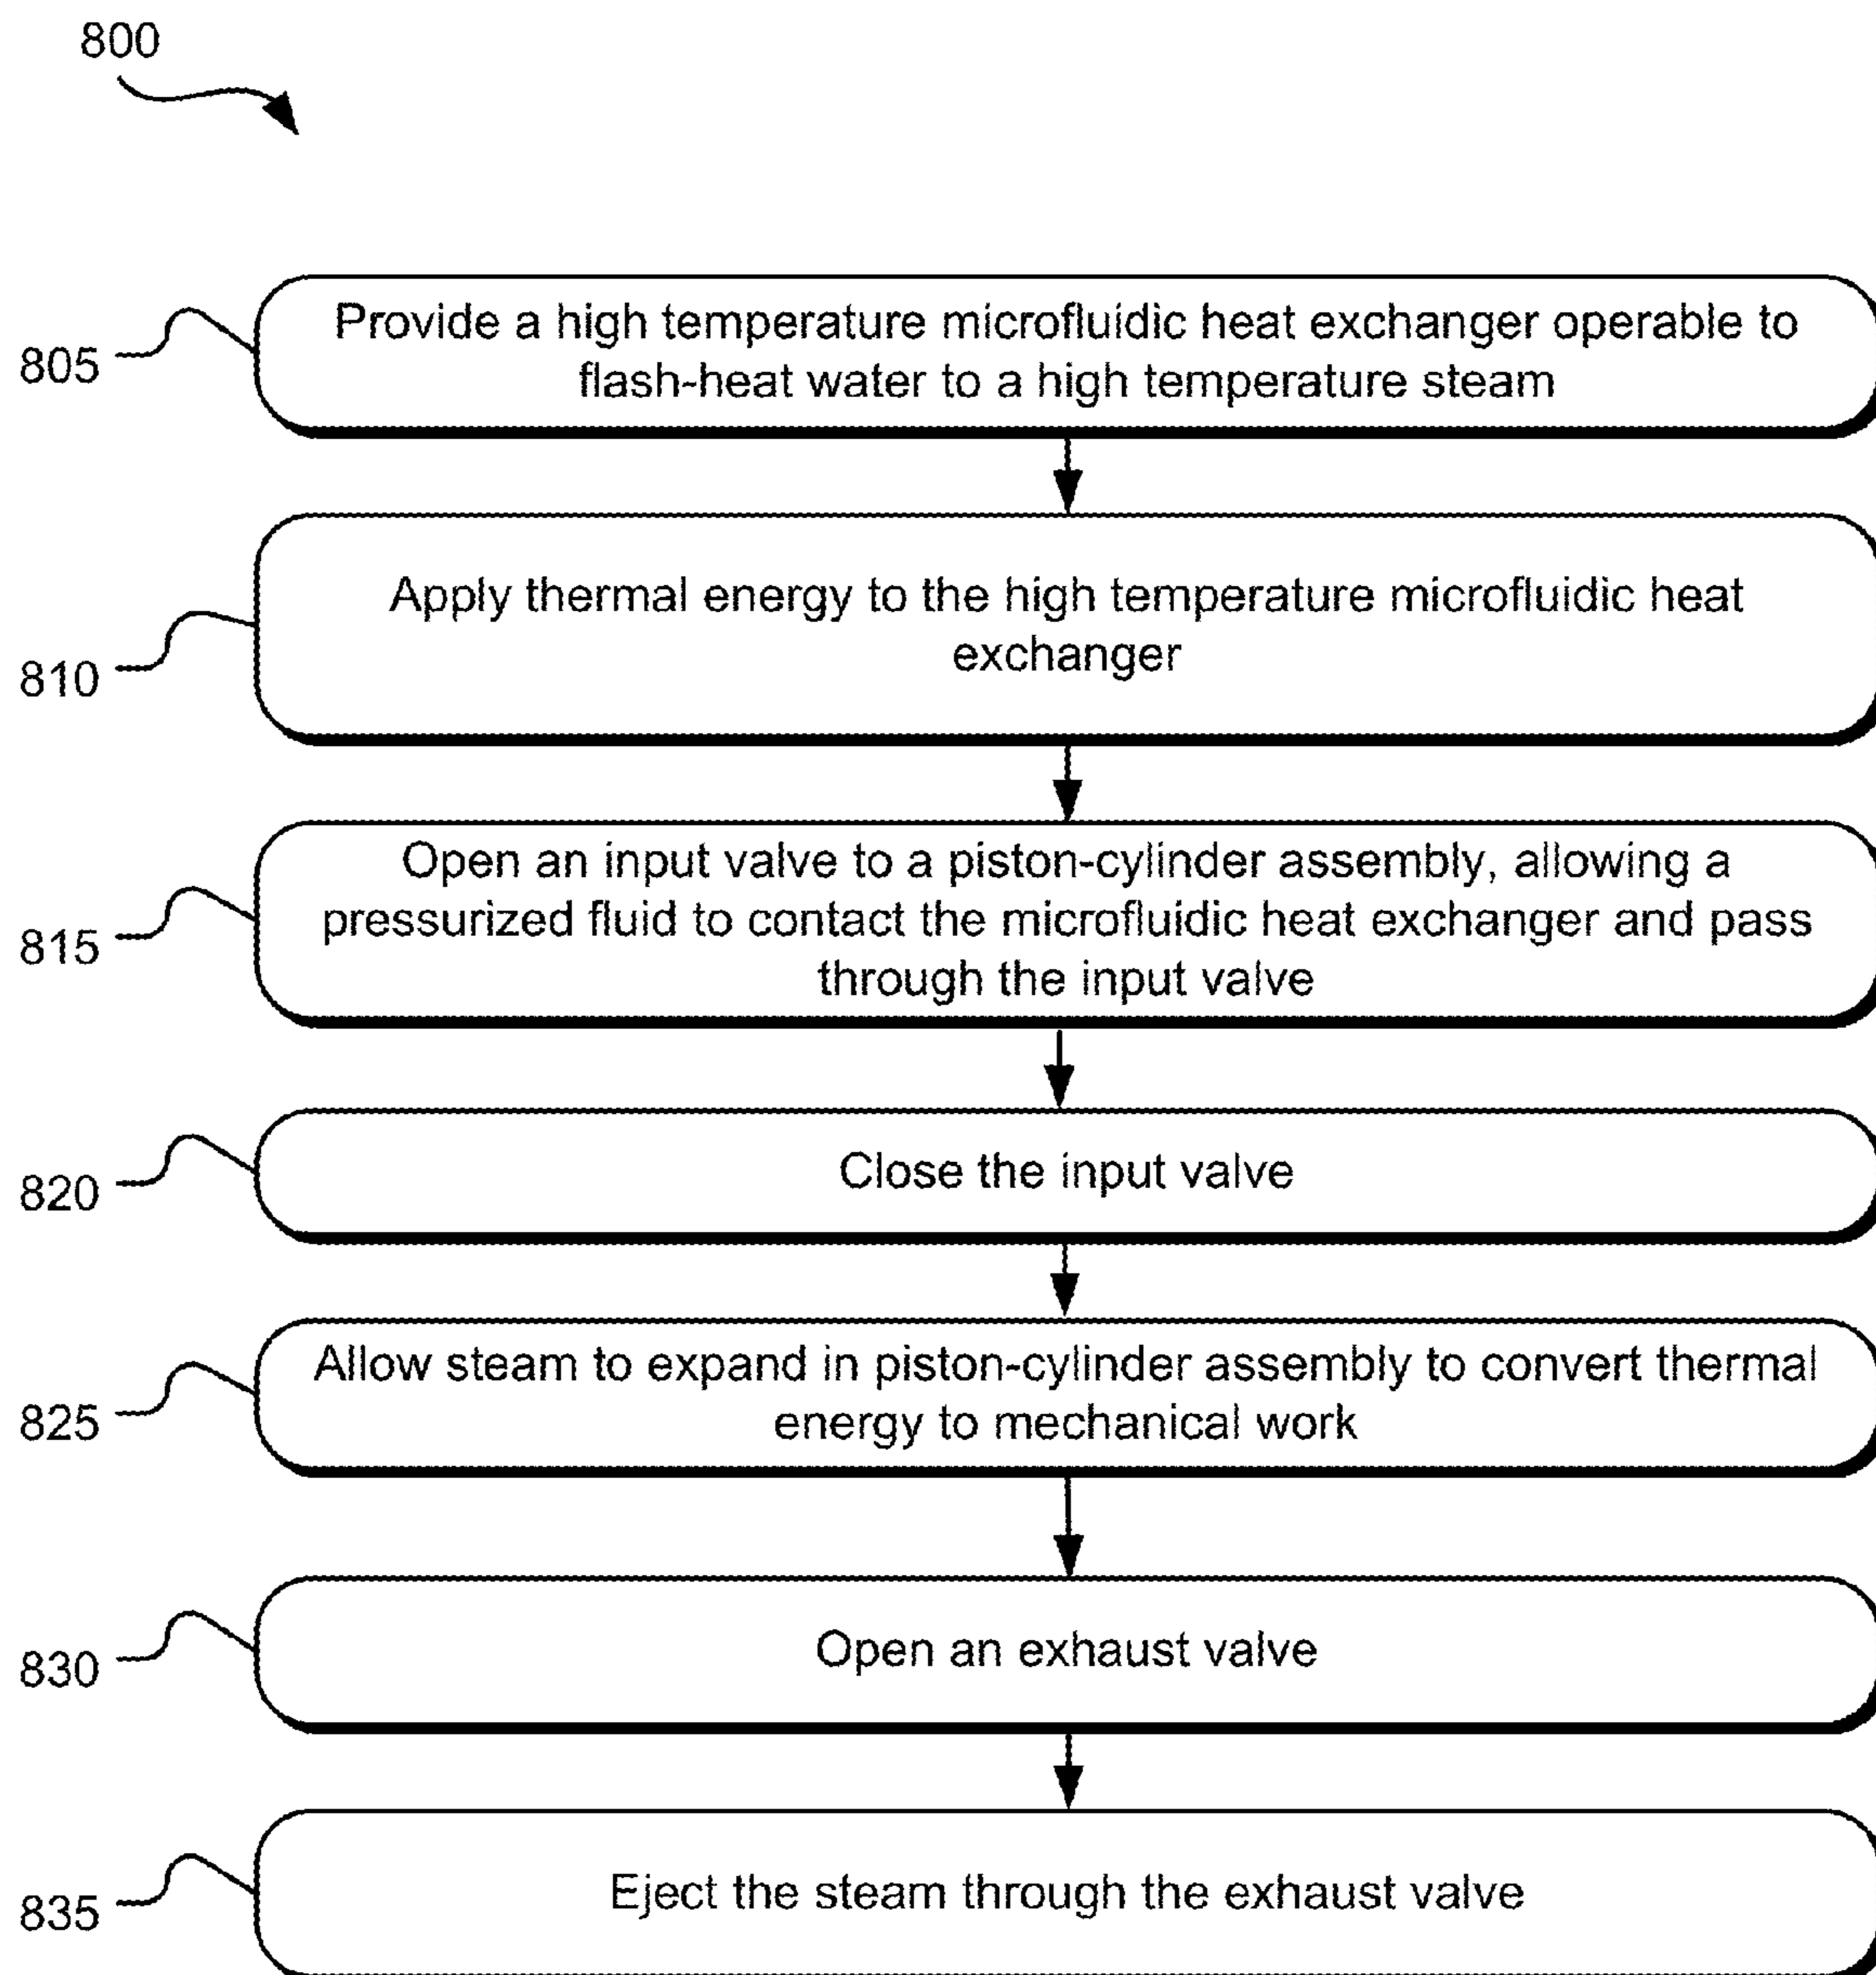 800
805
Provide a high temperature microfluidic heat exchanger operable to
flash-heat water to a high temperature steam
810
Apply thermal energy to the high temperature microfluidic heat
exchanger
815
Open an input valve to a piston-cylinder assembly, allowing a
pressurized fluid to contact the microfluidic heat exchanger and pass
through the input valve
820
Close the input valve
825
Allow steam to expand in piston-cylinder assembly to convert thermal
energy to mechanical work
830
Open an exhaust valve
835
Eject the steam through the exhaust valve